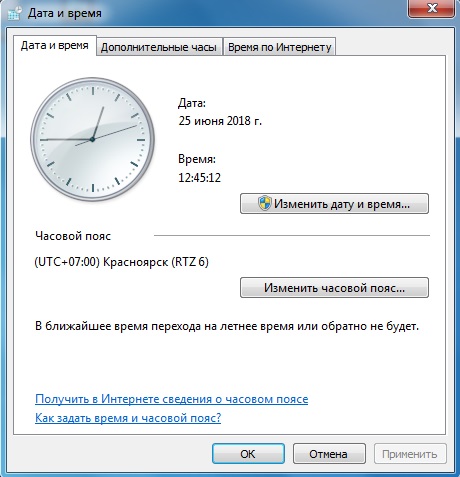 Дата и время
Дата и время
Дополнительные часы
Время по Интернету
Дата:
25 июня 2018 г.
Время:
12:45:12
Изменить дату и время...
Часовой пояс
(UTC+07:00) Красноярск (RTZ 6)
Изменить часовой пояс...
В ближайшее время перехода на летнее время или обратно не будет.
Получить в Интернете сведения о часовом поясе
Как задать время и часовой пояс?
ОК
Отмена
Применить